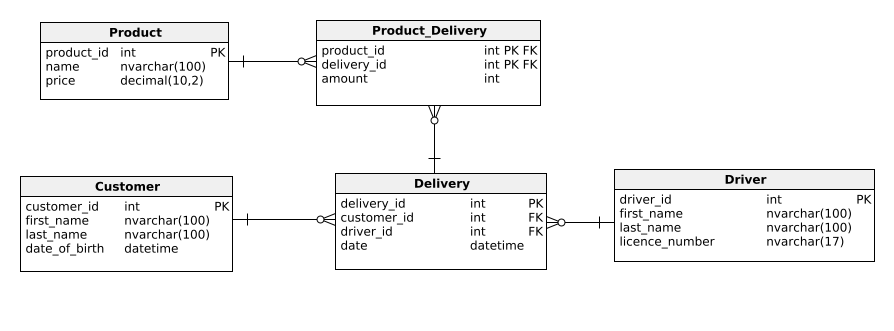 Product
product_id int PK
name nvarchar(100)
price decimal(10,2)
Product_Delivery
product_id int PK FK
delivery_id int PK FK
amount int
Customer
customer_id int PK
first_name nvarchar(100)
last_name nvarchar(100)
date_of_birth datetime
Delivery
delivery_id int PK
customer_id int FK
driver_id int FK
date datetime
Driver
driver_id int PK
first_name nvarchar(100)
last_name nvarchar(100)
licence_number nvarchar(17)